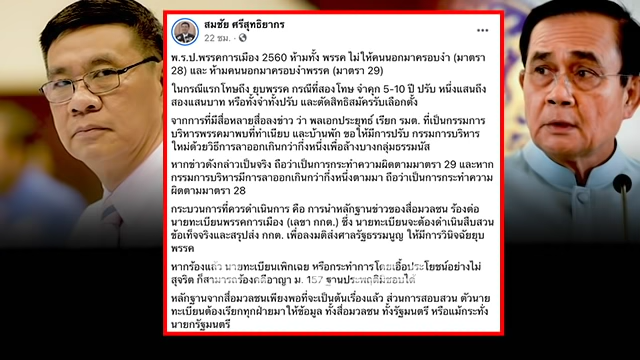 สมชัย ศรีสุทธิยากร
22 ชม. ·
พ.ร.ป.พรรคการเมือง 2560 ห้ามทั้ง พรรค ไม่ให้คนนอกมาครอบงำ (มาตรา
28) และ ห้ามคนนอกมาครอบงำพรรค (มาตรา 29)
ในกรณีแรกโทษถึง ยุบพรรค กรณีที่สอง โทษ จำคุก 5-10 ปี ปรับ หนึ่งแสนถึง
สองแสนบาท หรือทั้งจำทั้งปรับ และตัดสิทธิสมัครรับเลือกตั้ง
จากการที่มีสื่อหลายสื่อลงข่าว ว่า พลเอกประยุทธ์ เรียก รมต. ที่เป็นกรรมการ
บริหารพรรคมาพบที่ทำเนียบ และบ้านพัก ขอให้มีการปรับ กรรมการบริหาร
ใหม่ด้วยวิธีการลาออกเกินกว่ากึ่งหนึ่งเพื่อล้างบางกลุ่มธรรมนัส
หากข่าวดังกล่าวเป็นจริง ถือว่าเป็นการกระทำความผิดตามมาตรา 29 และหาก
กรรมการบริหารมีการลาออกเกินกว่ากึ่งหนึ่งตามมา ถือว่าเป็นการกระทำความ
ผิดตามมาตรา 28
กระบวนการที่ควรดำเนินการ คือ การนำหลักฐานข่าวของสื่อมวลชน ร้องต่อ
นายทะเบียนพรรคการเมือง (เลขา กกต.) ซึ่ง นายทะเบียนจะต้องดำเนินสืบสวน
ข้อเท็จจริงและสรุปส่ง กกต. เพื่อลงมติส่งศาลรัฐธรรมนูญ ให้มีการวินิจฉัยยุบ
พรรค
หากร้องแล้ว นายทะเบียนเพิกเฉย หรือกระทำการโดยเอื้อประโยชน์อย่างไม่
สุจริต ก็สามารถร้องคดีอาญา ม. 157 ฐานประพฤติมิชอบได้
หลักฐานจากสื่อมวลชนเพียงพอที่จะเป็นต้นเรื่องแล้ว ส่วนการสอบสวน ตัวนาย
ทะเบียนต้องเรียกทุกฝ่ายมาให้ข้อมูล ทั้งสื่อมวลชน ทั้งรัฐมนตรี หรือแม้กระทั่ง
นายกรัฐมนตรี